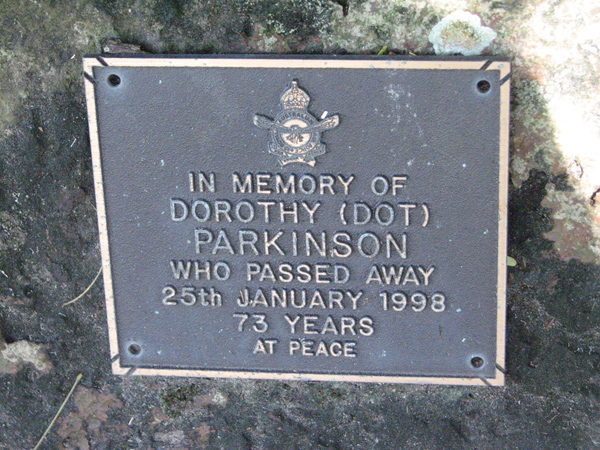 IN MEMORY OF
DOROTHY (DOT)
PARKINSON
WHO PASSED AWAY
25th JANUARY 1998
73 YEARS
AT PEACE